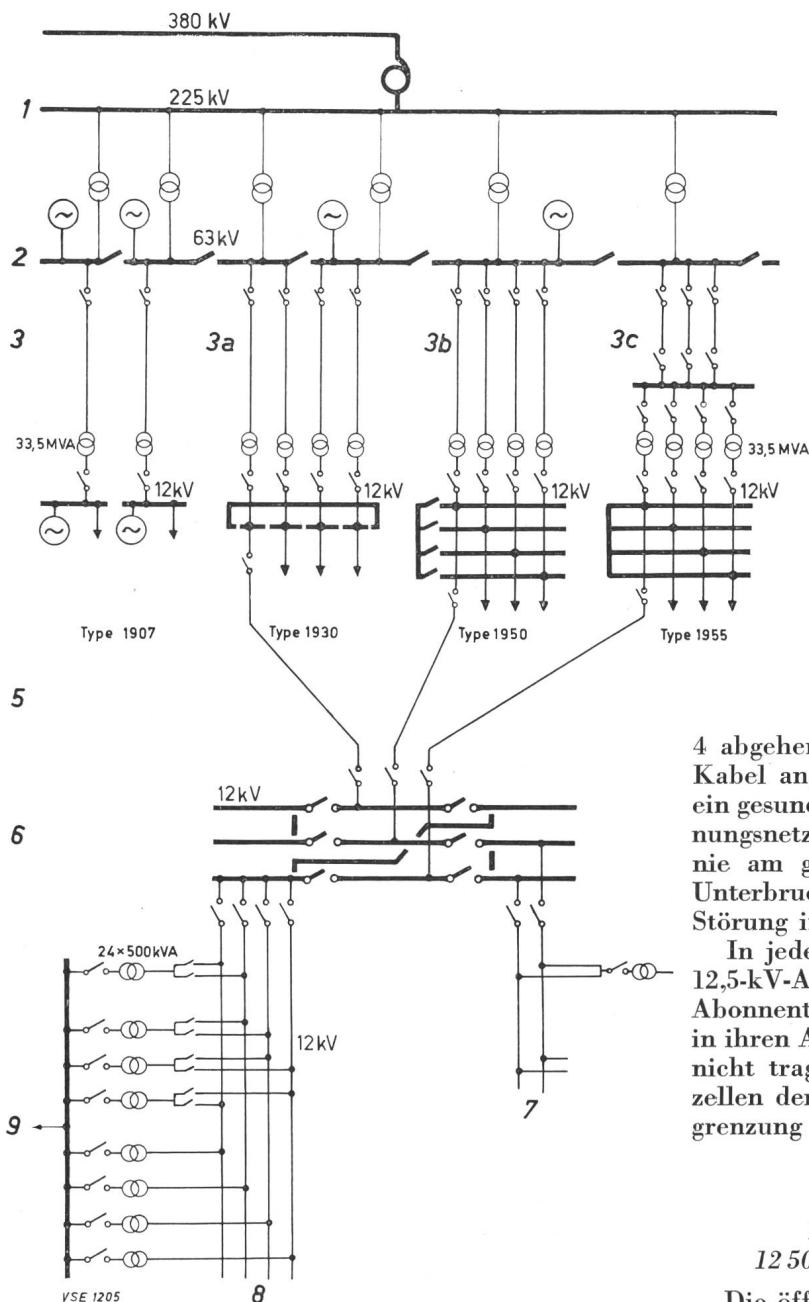 380 kV
1
225 kV
63 kV
2
3
3a
3b
3c
33,5 MVA
33,5 MVA
12 kV
12 kV
12 kV
12 kV
Type 1907
Type 1930
Type 1950
Type 1955
5
12 kV
6
24 × 500 kVA
12 kV
7
9
8
VSE 1205
4 abgehen
Kabel an
ein gesund
nungsnetz
nie am g
Unterbruc
Störung i
In jede
12,5-kV-A
Abonnent
in ihren A
nicht trag
zellen der
grenzung
12 50
Die öff